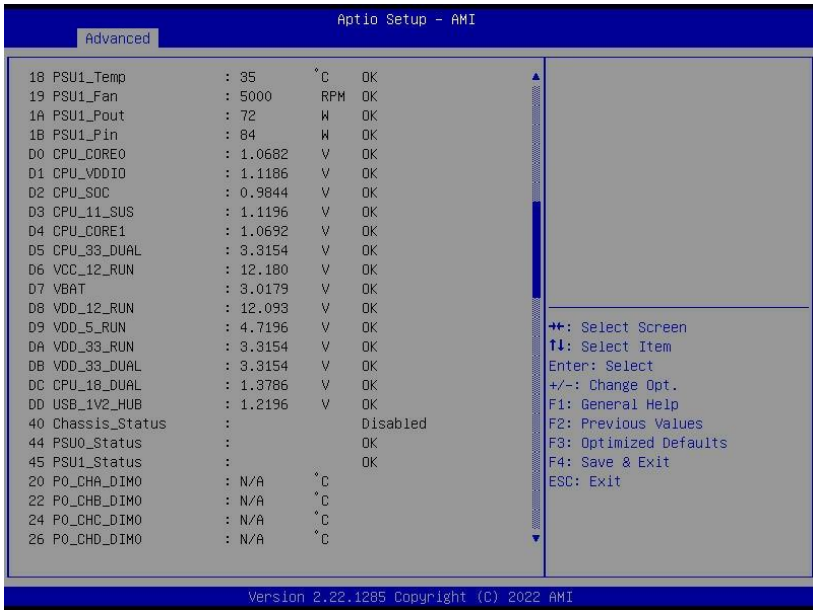 Aptio Setup – AMI
Advanced
18 PSU1_Temp : 35 °C OK
19 PSU1_Fan : 5000 RPM OK
1A PSU1_Pout : 72 W OK
1B PSU1_Pin : 84 W OK
D0 CPU_CORE0 : 1.0682 V OK
D1 CPU_VDDIO : 1.1186 V OK
D2 CPU_SOC : 0.9844 V OK
D3 CPU_11_SUS : 1.1196 V OK
D4 CPU_CORE1 : 1.0692 V OK
D5 CPU_33_DUAL : 3.3154 V OK
D6 VCC_12_RUN : 12.180 V OK
D7 VBAT : 3.0179 V OK
D8 VDD_12_RUN : 12.093 V OK
D9 VDD_5_RUN : 4.7196 V OK
DA VDD_33_RUN : 3.3154 V OK
DB VDD_33_DUAL : 3.3154 V OK
DC CPU_18_DUAL : 1.3786 V OK
DD USB_1V2_HUB : 1.2196 V OK
40 Chassis_Status : Disabled
44 PSU0_Status : OK
45 PSU1_Status : OK
20 P0_CHA_DIM0 : N/A °C
22 P0_CHB_DIM0 : N/A °C
24 P0_CHC_DIM0 : N/A °C
26 P0_CHD_DIM0 : N/A °C
→←: Select Screen
↑↓: Select Item
Enter: Select
+/-: Change Opt.
F1: General Help
F2: Previous Values
F3: Optimized Defaults
F4: Save & Exit
ESC: Exit
Version 2.22.1285 Copyright (C) 2022 AMI